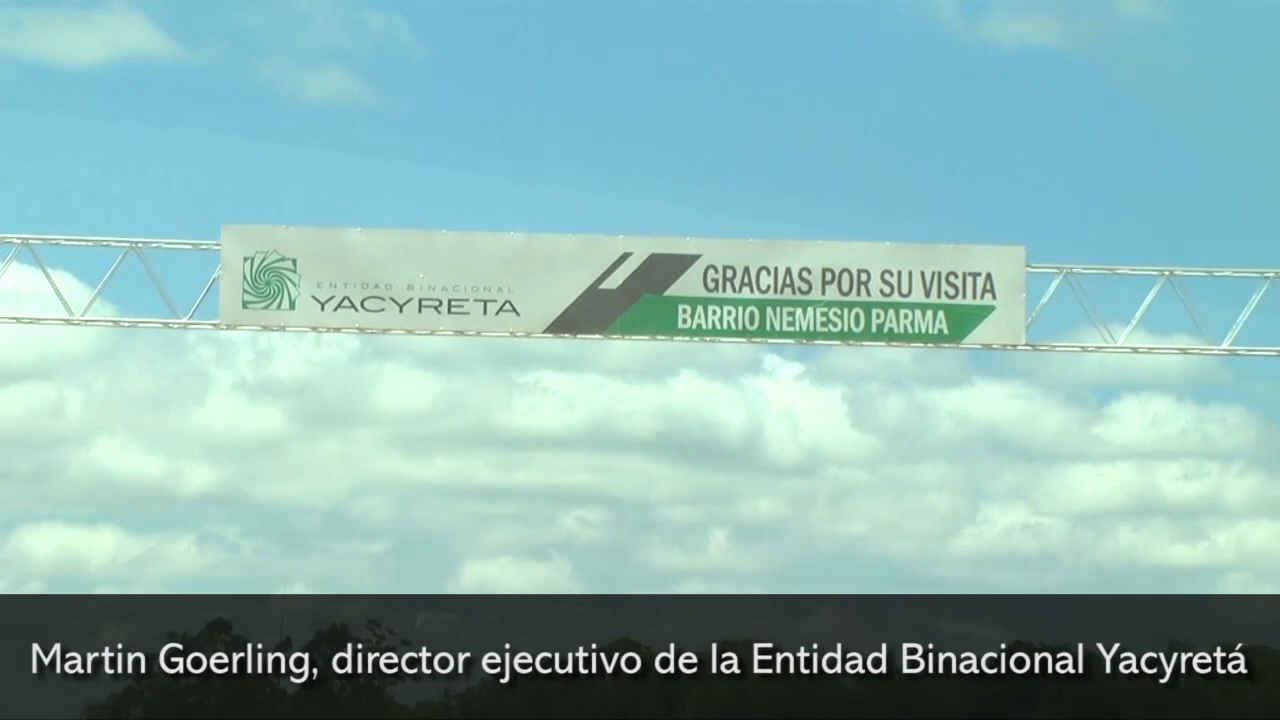 ENTIDAD BINACIONAL
YACYRETA
GRACIAS POR SU VISITA
BARRIO NEMESIO PARMA
Martin Goerling, director ejecutivo de la Entidad Binacional Yacyretá